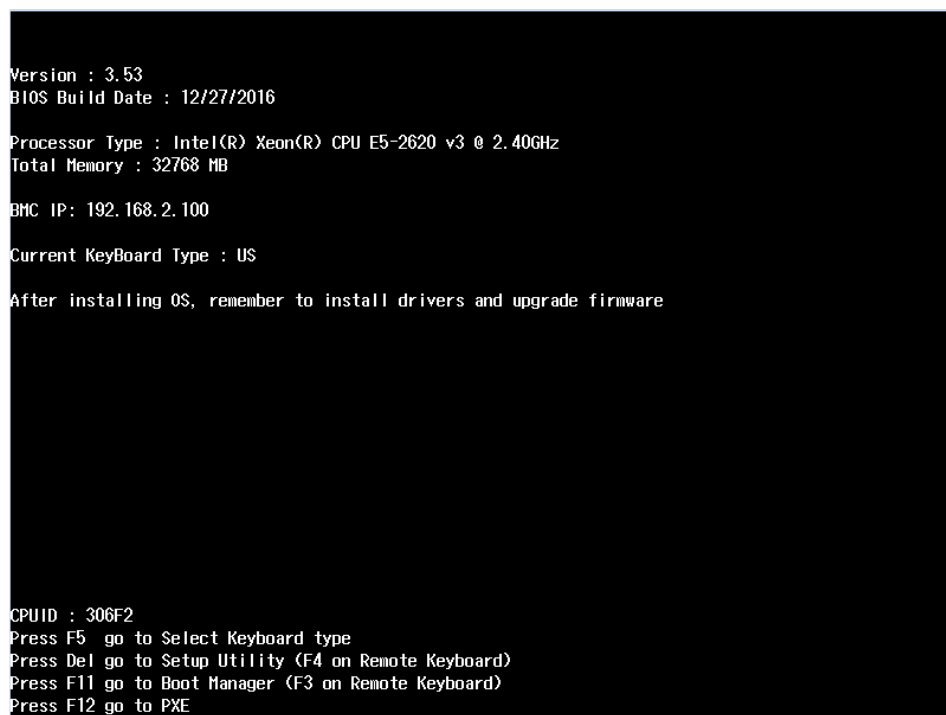 Version : 3.53
BIOS Build Date : 12/27/2016
Processor Type : Intel(R) Xeon(R) CPU E5-2620 v3 @ 2.40GHz
Total Memory : 32768 MB
BMC IP: 192.168.2.100
Current KeyBoard Type : US
After installing OS, remember to install drivers and upgrade firmware
CPUID : 306F2
Press F5  go to Select Keyboard type
Press Del go to Setup Utility (F4 on Remote Keyboard)
Press F11 go to Boot Manager (F3 on Remote Keyboard)
Press F12 go to PXE